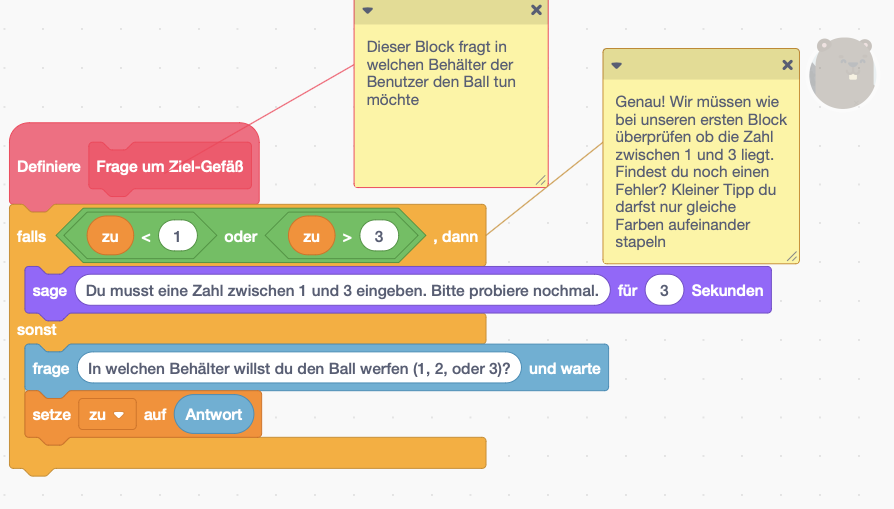 Dieser Block fragt in
welchen Behälter der
Benutzer den Ball tun
möchte
Genau! Wir müssen wie
bei unseren ersten Block
überprüfen ob die Zahl
zwischen 1 und 3 liegt.
Findest du noch einen
Fehler? Kleiner Tipp du
darfst nur gleiche
Farben aufeinander
stapeln
Definiere Frage um Ziel-Gefäß
falls zu < 1 oder zu > 3 , dann
sage Du musst eine Zahl zwischen 1 und 3 eingeben. Bitte probiere nochmal. für 3 Sekunden
sonst
frage In welchen Behälter willst du den Ball werfen (1, 2, oder 3)? und warte
setze zu auf Antwort